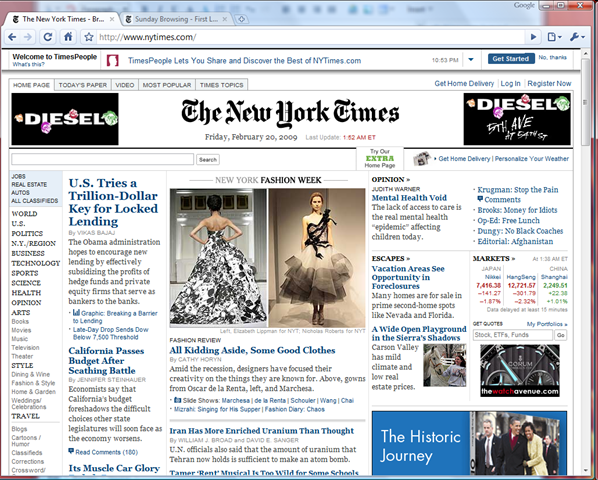 Google
The New York Times - Br...
Sunday Browsing - First L...
http://www.nytimes.com/
Welcome to TimesPeople
What's this?
TimesPeople Lets You Share and Discover the Best of NYTimes.com
10:53 PM
Get Started
No, thanks
HOME PAGE
TODAY'S PAPER
VIDEO
MOST POPULAR
TIMES TOPICS
Get Home Delivery
Log In
Register Now
DIESEL
The New York Times
Friday, February 20, 2009
Last Update: 1:52 AM ET
DIESEL
5TH AVE
AT 54TH ST
Search
Try Our
EXTRA
Home Page
Get Home Delivery | Personalize Your Weather
JOBS
REAL ESTATE
AUTOS
ALL CLASSIFIEDS
WORLD
U.S.
POLITICS
N.Y./REGION
BUSINESS
TECHNOLOGY
SPORTS
SCIENCE
HEALTH
OPINION
ARTS
Books
Movies
Music
Television
Theater
STYLE
Dining & Wine
Fashion & Style
Home & Garden
Weddings/
Celebrations
TRAVEL
Blogs
Cartoons /
Humor
Classifieds
Corrections
Crossword/
U.S. Tries a
Trillion-Dollar
Key for Locked
Lending
By VIKAS BAJAJ
The Obama administration
hopes to encourage new
lending by effectively
subsidizing the profits of
hedge funds and private
equity firms that serve as
bankers to the banks.
Graphic: Breaking a Barrier
to Lending
Late-Day Drop Sends Dow
Below 7,500 Threshold
California Passes
Budget After
Scathing Battle
By JENNIFER STEINHAUER
Economists say that
California's budget
foreshadows the difficult
choices other state
legislatures will soon face as
the economy worsens.
Read Comments (180)
Its Muscle Car Glory
NEW YORK FASHION WEEK
Left, Elizabeth Lippman for NYT; Nicholas Roberts for NYT
FASHION REVIEW
All Kidding Aside, Some Good Clothes
By CATHY HORYN
Amid the recession, designers have focused their
creativity on the things they are known for. Above, gowns
from Oscar de la Renta, left, and Marchesa.
Slide Shows: Marchesa | de la Renta | Schouler | Wang | Chai
Mizrahi: Singing for His Supper | Fashion Diary: Chaos
Iran Has More Enriched Uranium Than Thought
By WILLIAM J. BROAD and DAVID E. SANGER
U.N. officials also said that the amount of uranium that
Tehran now holds is sufficient to make an atom bomb.
Tamer 'Rent' Musical Is Too Wild for Some Schools
OPINION »
JUDITH WARNER
Mental Health Void
The lack of access to care is
the real mental health
"epidemic" affecting
children today.
Krugman: Stop the Pain
Comments
Brooks: Money for Idiots
Op-Ed: Free Lunch
Dungy: No Black Coaches
Editorial: Afghanistan
ESCAPES »
Vacation Areas See
Opportunity in
Foreclosures
Many homes are for sale in
prime second-home spots
like Nevada and Florida.
A Wide Open Playground
in the Sierra's Shadows
Carson Valley
has mild
climate and
low real
estate prices.
MARKETS »
At 1:38 AM ET
JAPAN
CHINA
Nikkei
HangSeng
Shanghai
7,416.38
12,721.57
2,249.51
-141.27
-301.79
+22.38
-1.87%
-2.32%
+1.01%
Data delayed at least 15 minutes
GET QUOTES
My Portfolios »
Stock, ETFs, Funds
Go
CORUM
thewatchavenue.com
The Historic
Journey